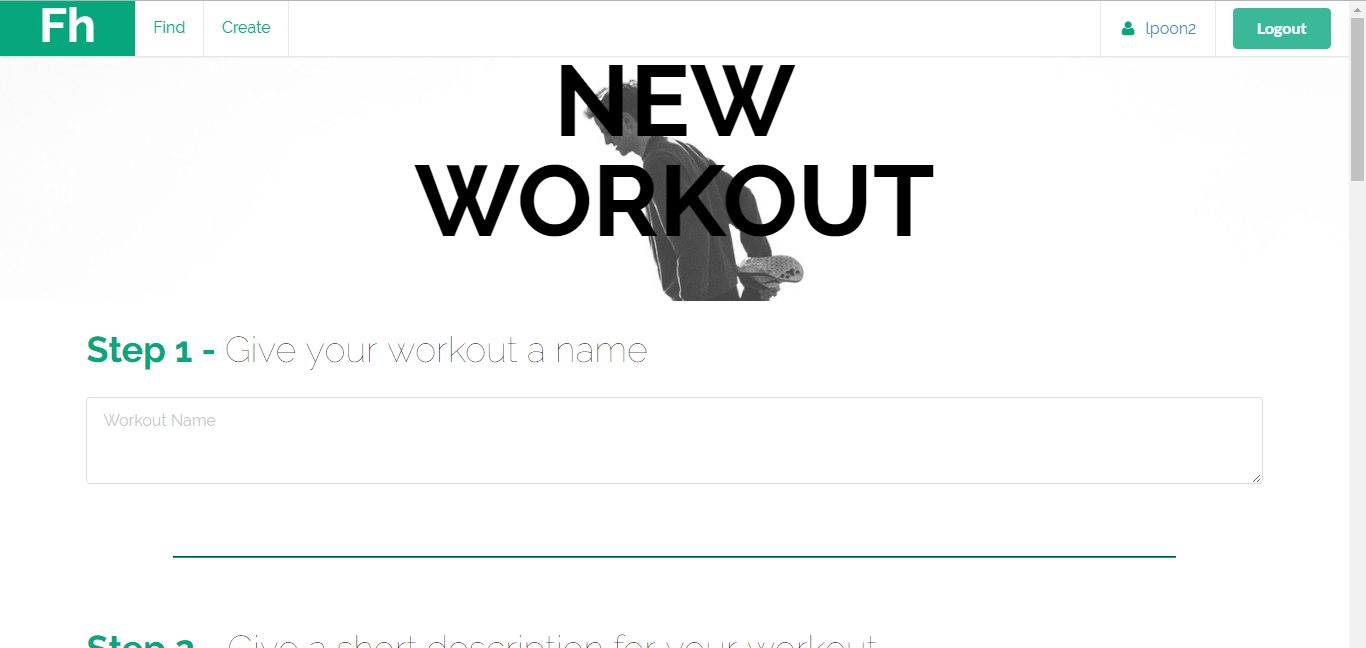 Fh
Find
Create
lpoon2
Logout
NEW
WORKOUT
Step 1 - Give your workout a name
Workout Name
Step 2 - Give a short description for your workout